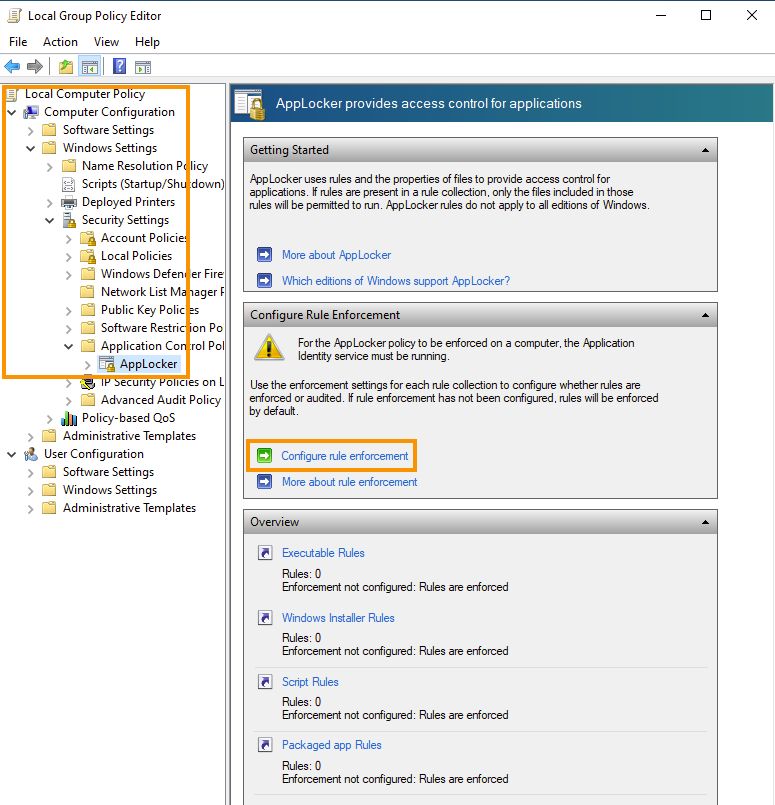 Local Group Policy Editor
File Action View Help
Local Computer Policy
Computer Configuration
Software Settings
Windows Settings
Name Resolution Policy
Scripts (Startup/Shutdown)
Deployed Printers
Security Settings
Account Policies
Local Policies
Windows Defender Fire
Network List Manager P
Public Key Policies
Software Restriction Po
Application Control Pol
AppLocker
IP Security Policies on L
Advanced Audit Policy
Policy-based QoS
Administrative Templates
User Configuration
Software Settings
Windows Settings
Administrative Templates
AppLocker provides access control for applications
Getting Started
AppLocker uses rules and the properties of files to provide access control for
applications. If rules are present in a rule collection, only the files included in those
rules will be permitted to run. AppLocker rules do not apply to all editions of Windows.
More about AppLocker
Which editions of Windows support AppLocker?
Configure Rule Enforcement
For the AppLocker policy to be enforced on a computer, the Application
Identity service must be running.
Use the enforcement settings for each rule collection to configure whether rules are
enforced or audited. If rule enforcement has not been configured, rules will be enforced
by default.
Configure rule enforcement
More about rule enforcement
Overview
Executable Rules
Rules: 0
Enforcement not configured: Rules are enforced
Windows Installer Rules
Rules: 0
Enforcement not configured: Rules are enforced
Script Rules
Rules: 0
Enforcement not configured: Rules are enforced
Packaged app Rules
Rules: 0
Enforcement not configured: Rules are enforced